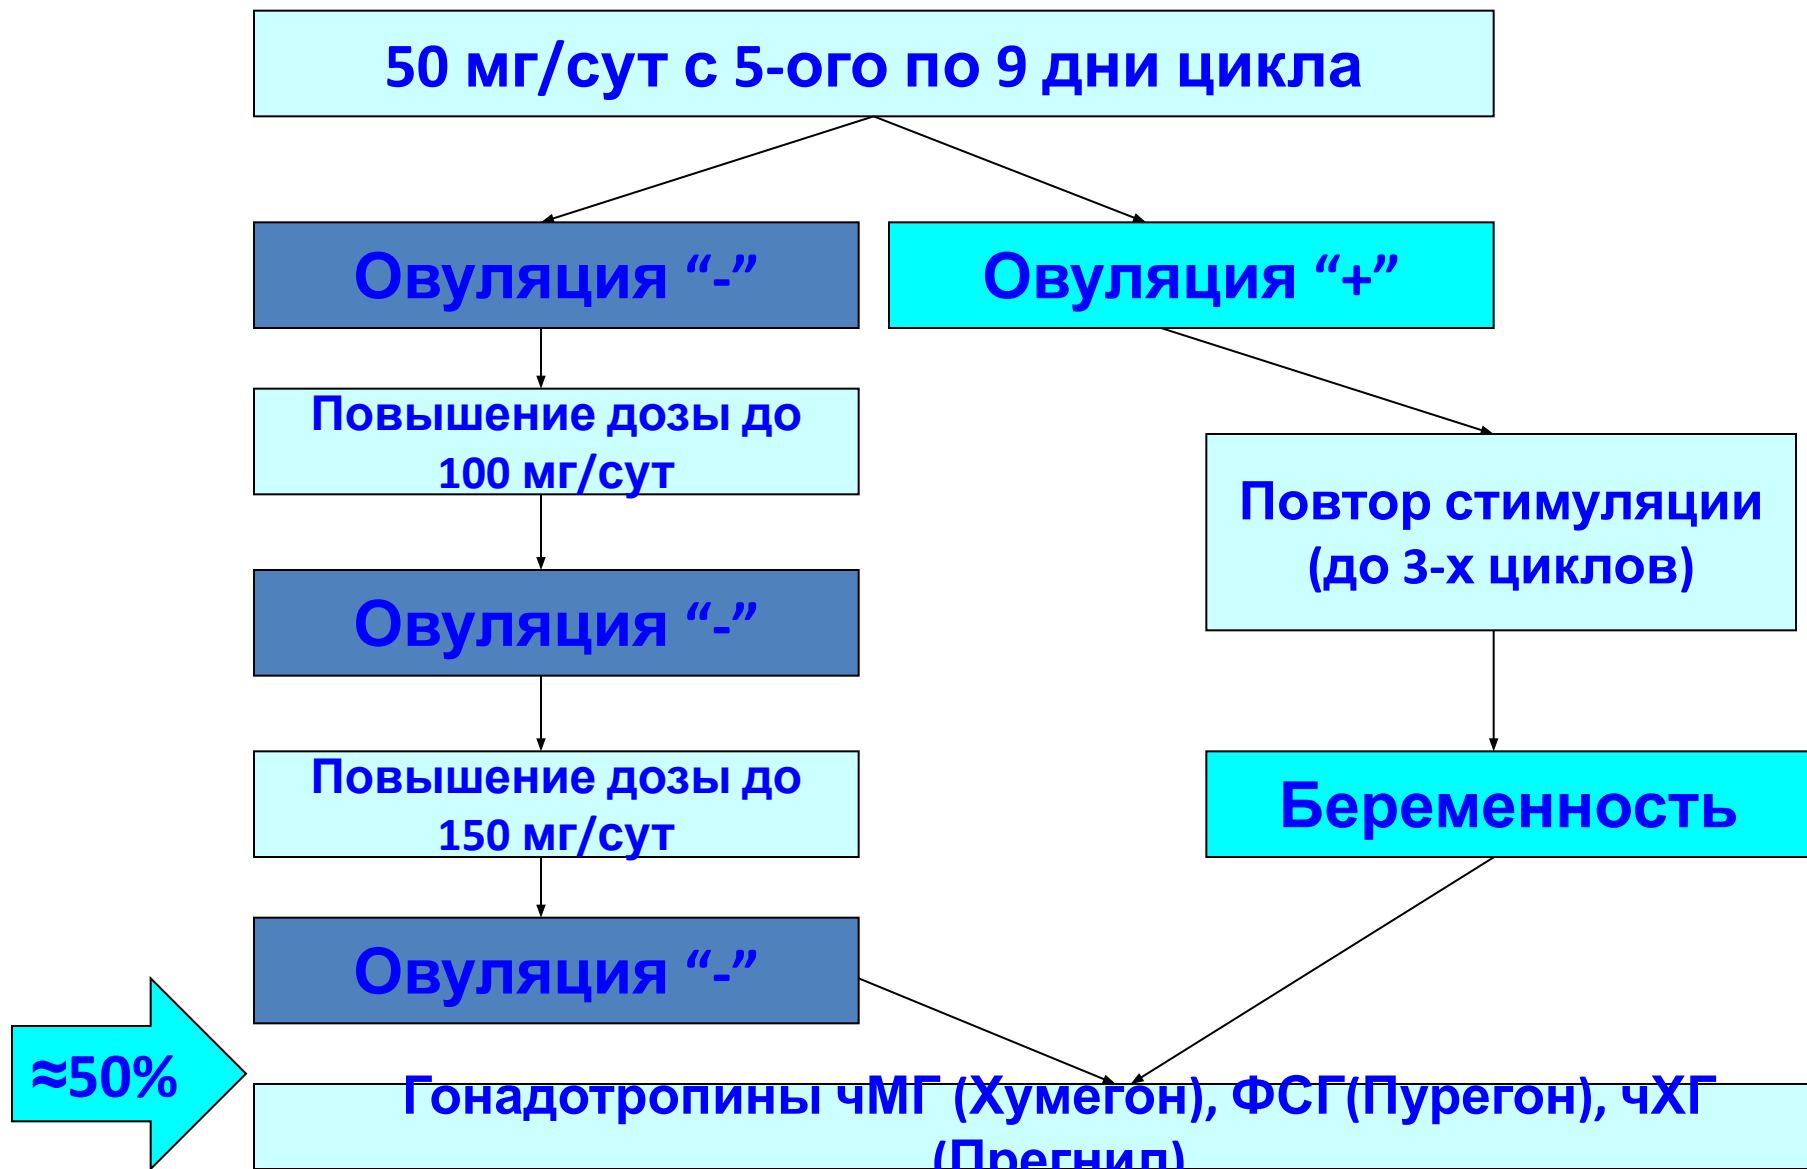 50 мг/сут с 5-ого по 9 дни цикла
Овуляция “-”
Овуляция “+”
Повышение дозы до
100 мг/сут
Повтор стимуляции
(до 3-х циклов)
Овуляция “-”
Повышение дозы до
150 мг/сут
Беременность
Овуляция “-”
≈50%
Гонадотропины чМГ (Хумегон), ФСГ(Пурегон), чХГ
(Прегнил)